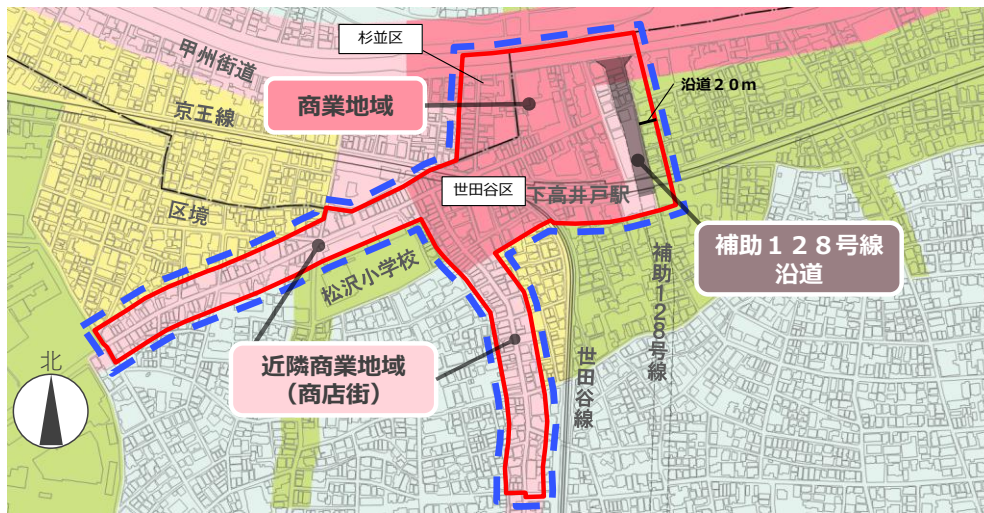 杉並区
甲州街道
沿道２０ｍ
商業地域
京王線
世田谷区
下高井戸駅
区境
補助１２８号線
沿道
松沢小学校
補助１２８号線
北
近隣商業地域
（商店街）
世田谷線